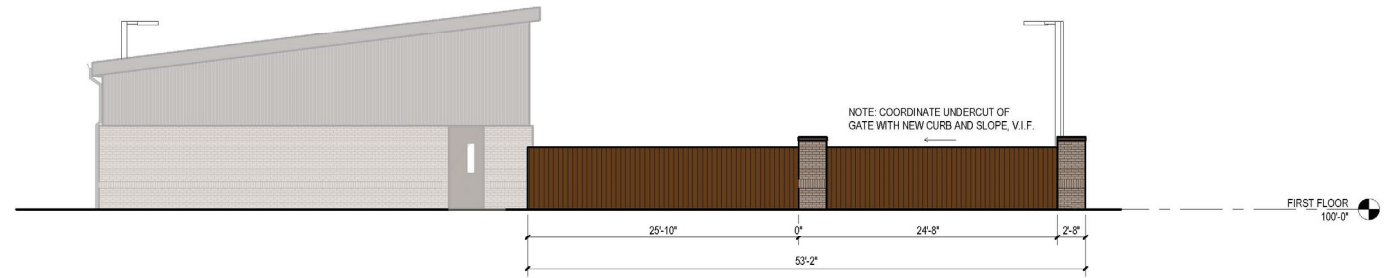 NOTE: COORDINATE UNDERCUT OF
GATE WITH NEW CURB AND SLOPE, V.I.F.
FIRST FLOOR
100'-0"
25'-10"
0"
24'-8"
2'-8"
53'-2"